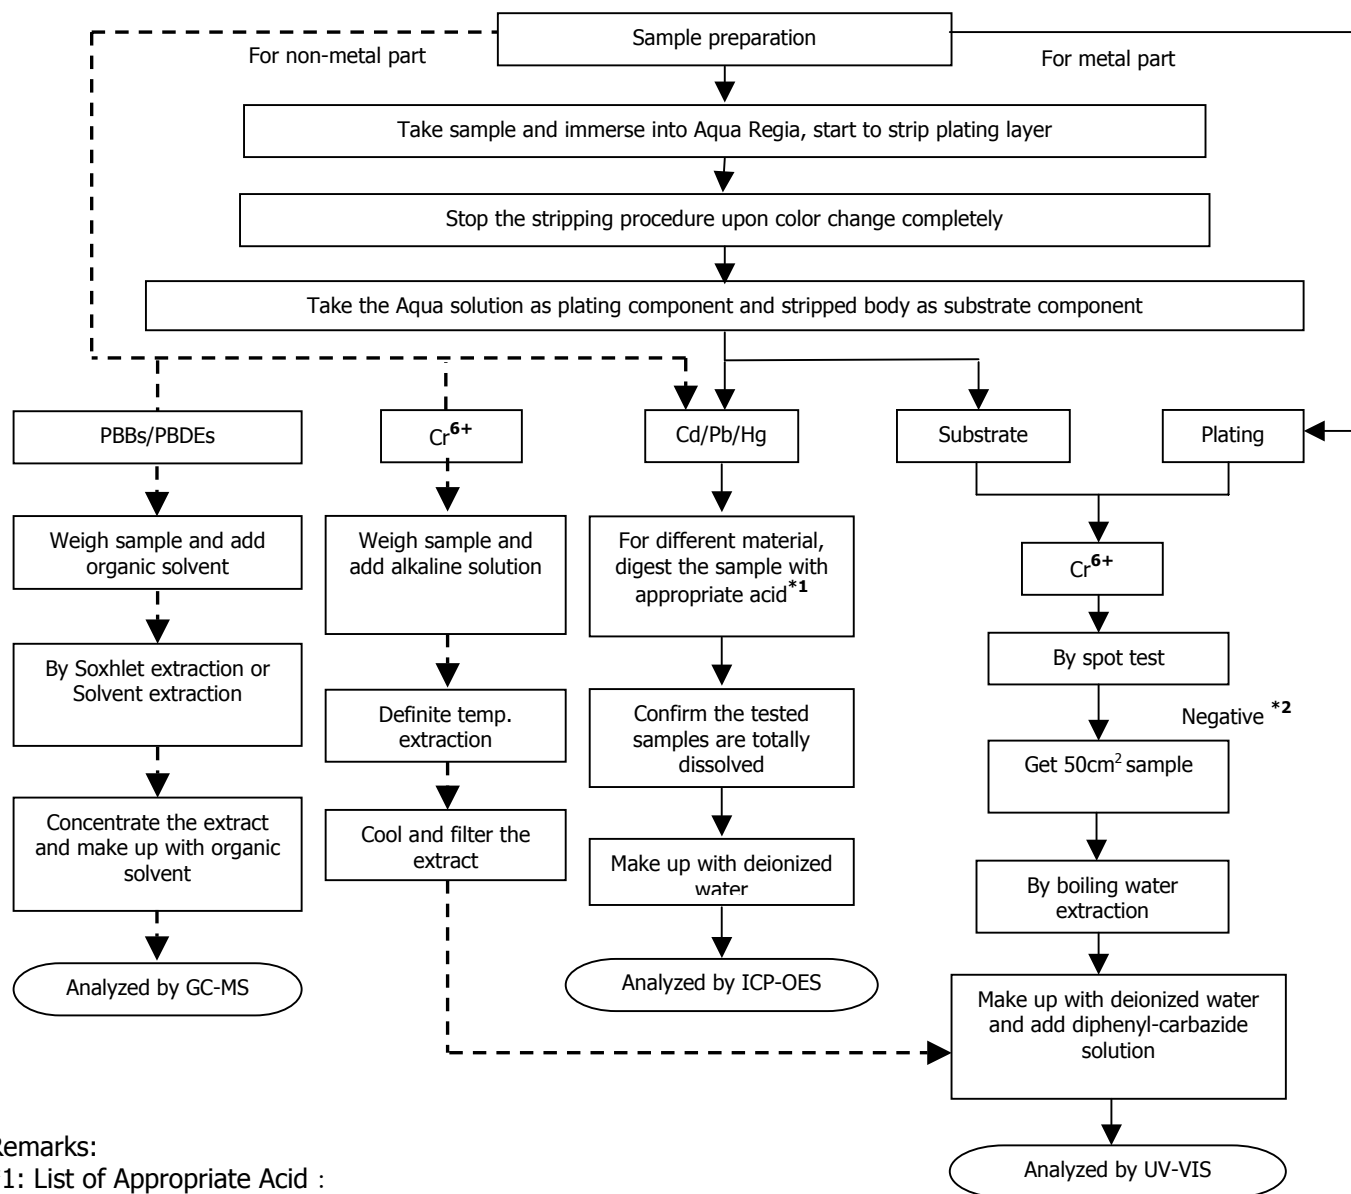 Sample preparation
For non-metal part
For metal part
Take sample and immerse into Aqua Regia, start to strip plating layer
Stop the stripping procedure upon color change completely
Take the Aqua solution as plating component and stripped body as substrate component
PBBs/PBDEs
Cr6+
Cd/Pb/Hg
Substrate
Plating
Weigh sample and add
organic solvent
Weigh sample and
add alkaline solution
For different material,
digest the sample with
appropriate acid*1
Cr6+
By Soxhlet extraction or
Solvent extraction
Definite temp.
extraction
Confirm the tested
samples are totally
dissolved
By spot test
Negative *2
Get 50cm2 sample
Concentrate the extract
and make up with organic
solvent
Cool and filter the
extract
Make up with deionized
water
By boiling water
extraction
Analyzed by GC-MS
Analyzed by ICP-OES
Make up with deionized water
and add diphenyl-carbazide
solution
Analyzed by UV-VIS
Remarks:
1: List of Appropriate Acid :